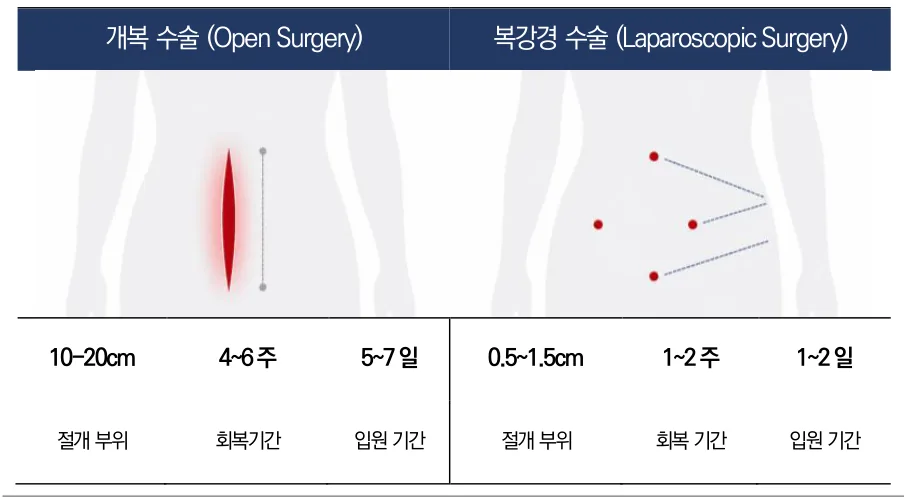 개복 수술 (Open Surgery)
복강경 수술 (Laparoscopic Surgery)
10-20cm
4~6주
5~7일
0.5~1.5cm
1~2주
1~2일
절개 부위
회복기간
입원 기간
절개 부위
회복 기간
입원 기간